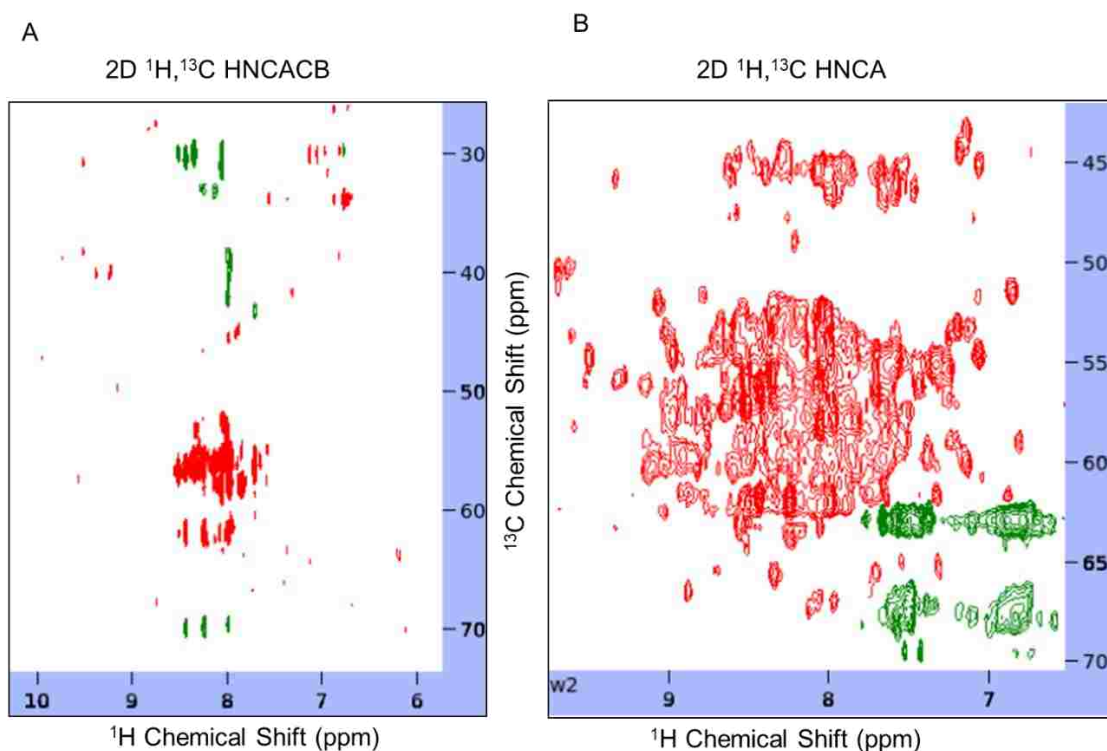 A
B
2D ¹H,¹³C HNCACB
2D ¹H,¹³C HNCA
30
40
50
60
70
10 9 8 7 6
¹H Chemical Shift (ppm)
¹³C Chemical Shift (ppm)
45
50
55
60
65
70
w2
9 8 7
¹H Chemical Shift (ppm)